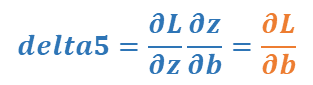 delta5 = ∂L/∂z ∂z/∂b = ∂L/∂b